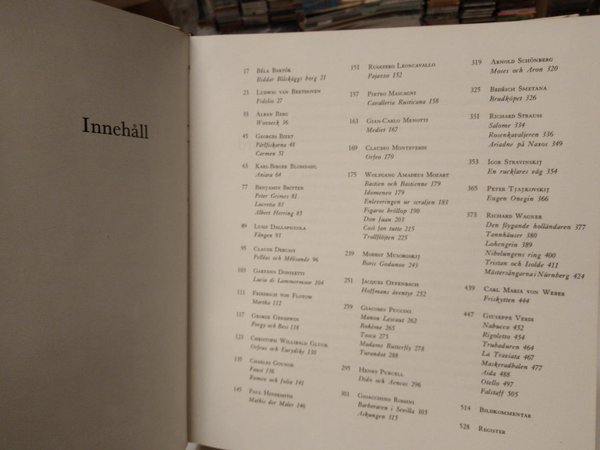 Innehåll
17 BÉLA BARTÓK
Riddar Blåskäggs borg 21
23 LUDWIG VAN BEETHOVEN
Fidelio 27
33 ALBAN BERG
Wozzeck 36
45 GEORGES BIZET
Pärlfiskarna 48
Carmen 51
63 KARL-BIRGER BLOMDAHL
Aniara 64
77 BENJAMIN BRITTEN
Peter Grimes 81
Lucretia 83
Albert Herring 83
89 LUIGI DALLAPICCOLA
Fången 91
95 CLAUDE DEBUSSY
Pelléas och Mélisande 96
103 GAETANO DONIZETTI
Lucia di Lammermoor 104
111 FRIEDRICH VON FLOTOW
Martha 112
117 GEORGE GERSHWIN
Porgy och Bess 118
123 CHRISTOPH WILLIBALD GLUCK
Orfeus och Eurydike 130
135 CHARLES GOUNOD
Faust 136
Romeo och Julia 141
145 PAUL HINDEMITH
Mathis der Maler 146
151 RUGGIERO LEONCAVALLO
Pajazzo 152
157 PIETRO MASCAGNI
Cavalleria Rusticana 158
163 GIAN-CARLO MENOTTI
Mediet 167
169 CLAUDIO MONTEVERDI
Orfeo 170
175 WOLFGANG AMADEUS MOZART
Bastien och Bastienne 179
Idomeneo 179
Enleveringen ur seraljen 183
Figaros bröllop 190
Don Juan 203
Così fan tutte 215
Trollflöjten 225
239 MODEST MUSORGSKIJ
Boris Godunov 243
251 JACQUES OFFENBACH
Hoffmans äventyr 252
259 GIACOMO PUCCINI
Manon Lescaut 262
Bohème 265
Tosca 275
Madame Butterfly 278
Turandot 288
295 HENRY PURCELL
Dido och Aeneas 296
301 GIOACCHINO ROSSINI
Barberaren i Sevilla 303
Askungen 315
319 ARNOLD SCHÖNBERG
Moses och Aron 320
325 BEDŘICH SMETANA
Brudköpet 326
331 RICHARD STRAUSS
Salome 334
Rosenkavaljeren 336
Ariadne på Naxos 349
353 IGOR STRAVINSKIJ
En rucklares väg 354
365 PETER TJAJKOVSKIJ
Eugen Onegin 366
373 RICHARD WAGNER
Den flygande holländaren 377
Tannhäuser 380
Lohengrin 389
Nibelungens ring 400
Tristan och Isolde 411
Mästersångarna i Nürnberg 424
439 CARL MARIA VON WEBER
Friskytten 444
447 GIUSEPPE VERDI
Nabucco 452
Rigoletto 454
Trubaduren 464
La Traviata 467
Maskeradbalen 477
Aida 488
Otello 497
Falstaff 505
514 BILDKOMMENTAR
528 REGISTER